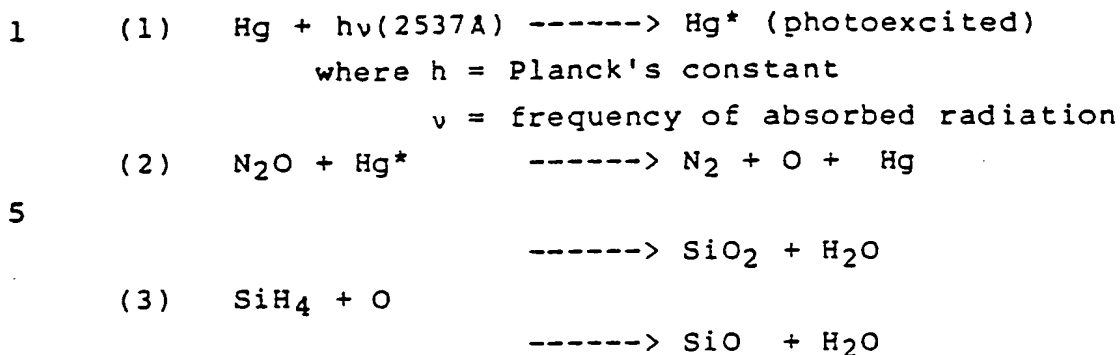 1 (1) Hg + hν(2537Å) ------> Hg* (photoexcited)
where h = Planck's constant
ν = frequency of absorbed radiation
(2) N₂O + Hg* ------> N₂ + O + Hg
5
------> SiO₂ + H₂O
(3) SiH₄ + O
------> SiO + H₂O